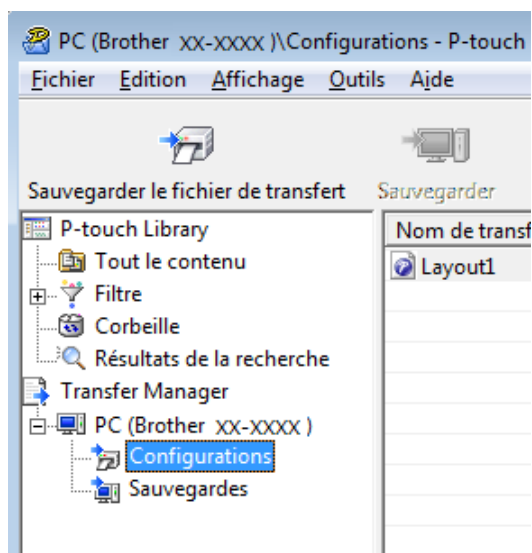 PC (Brother XX-XXXX )\Configurations - P-touch
Fichier Edition Affichage Outils Aide
Sauvegarder le fichier de transfert Sauvegarder
P-touch Library Nom de transf
Tout le contenu Layout1
Filtre
Corbeille
Résultats de la recherche
Transfer Manager
PC (Brother XX-XXXX )
Configurations
Sauvegardes